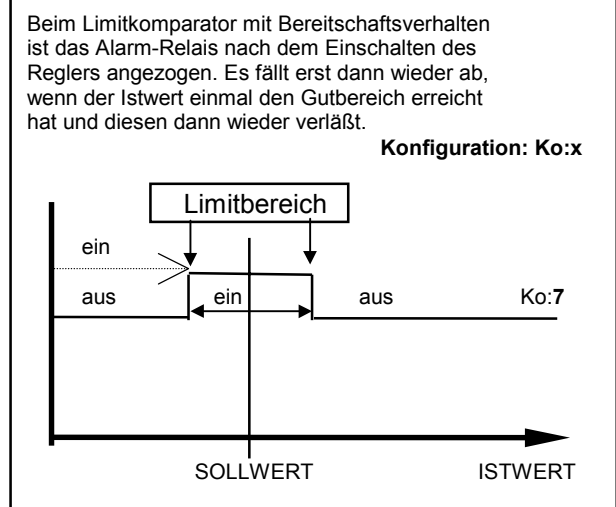 Beim Limitkomparator mit Bereitschaftsverhalten
ist das Alarm-Relais nach dem Einschalten des
Reglers angezogen. Es fällt erst dann wieder ab,
wenn der Istwert einmal den Gutbereich erreicht
hat und diesen dann wieder verläßt.
Konfiguration: Ko:x
Limitbereich
ein
aus ein aus Ko:7
SOLLWERT ISTWERT